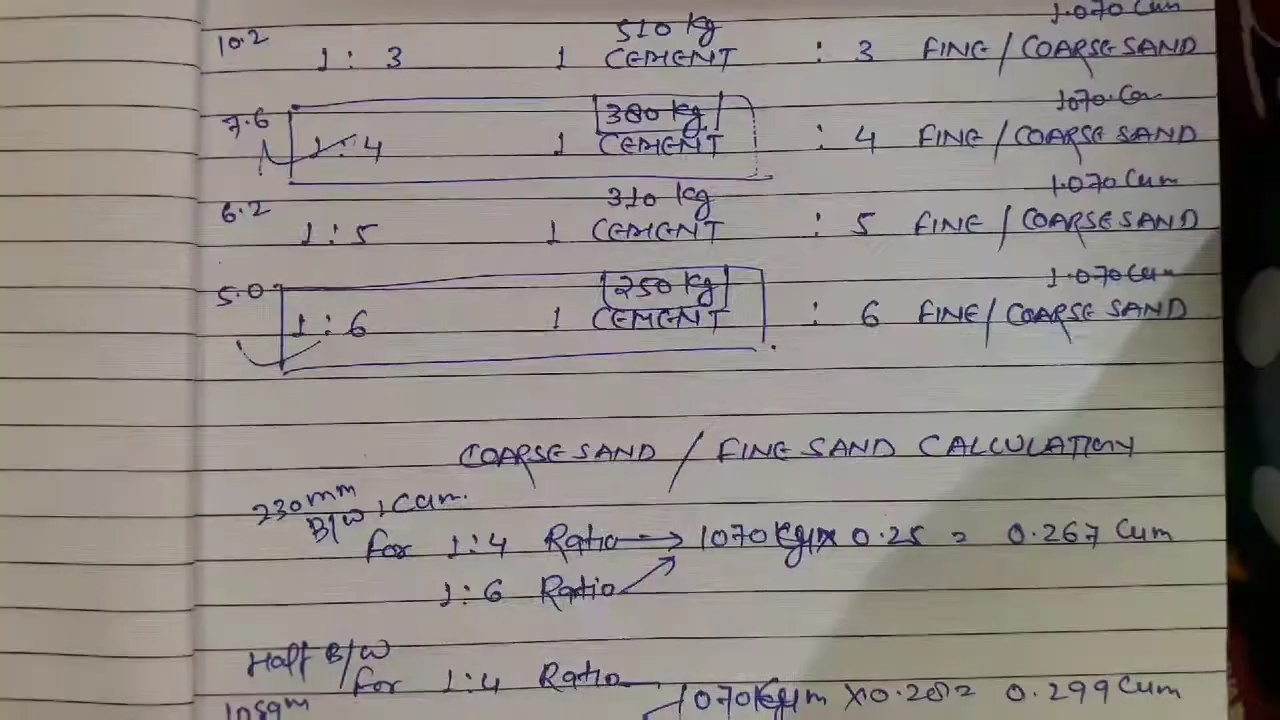 510 kg 1.070 Cum
10.2 1 : 3 1 CEMENT : 3 FINE / COARSE SAND
380 kg 1070 Cum
7.6 1 : 4 1 CEMENT : 4 FINE / COARSE SAND
310 kg 1.070 Cum
6.2 1 : 5 1 CEMENT : 5 FINE / COARSE SAND
250 kg 1.070 Cum
5.0 1 : 6 1 CEMENT : 6 FINE / COARSE SAND
COARSE SAND / FINE SAND CALCULATION
230mm B/W 1 Cum.
for 1:4 Ratio → 1070 kg x 0.25 = 0.267 Cum
1:6 Ratio
Half B/W
for 1:4 Ratio
10 sqm 1070 x 0.28 = 0.299 Cum